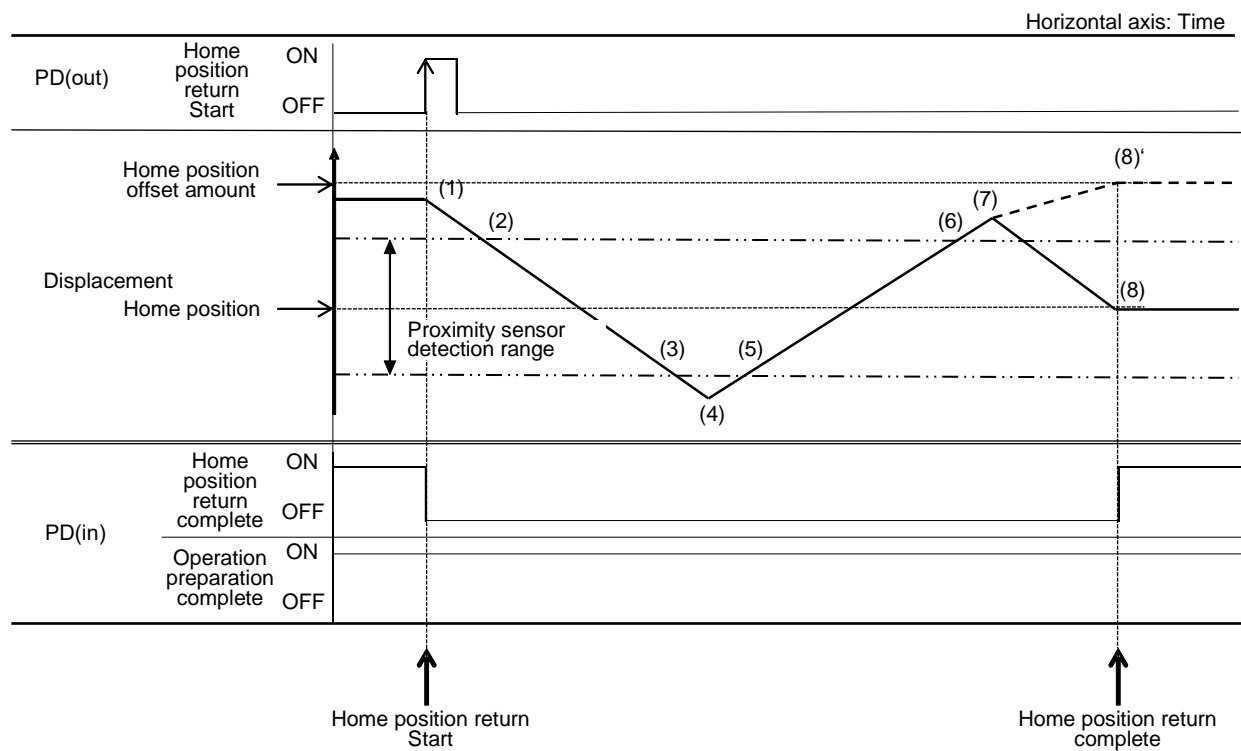 Horizontal axis: Time
PD(out)
Home
position
return
Start
ON
OFF
Home position
offset amount
Displacement
Home position
Proximity sensor
detection range
(1)
(2)
(3)
(4)
(5)
(6)
(7)
(8)
(8)‘
PD(in)
Home
position
return
complete
ON
OFF
Operation
preparation
complete
ON
OFF
Home position return
Start
Home position return
complete